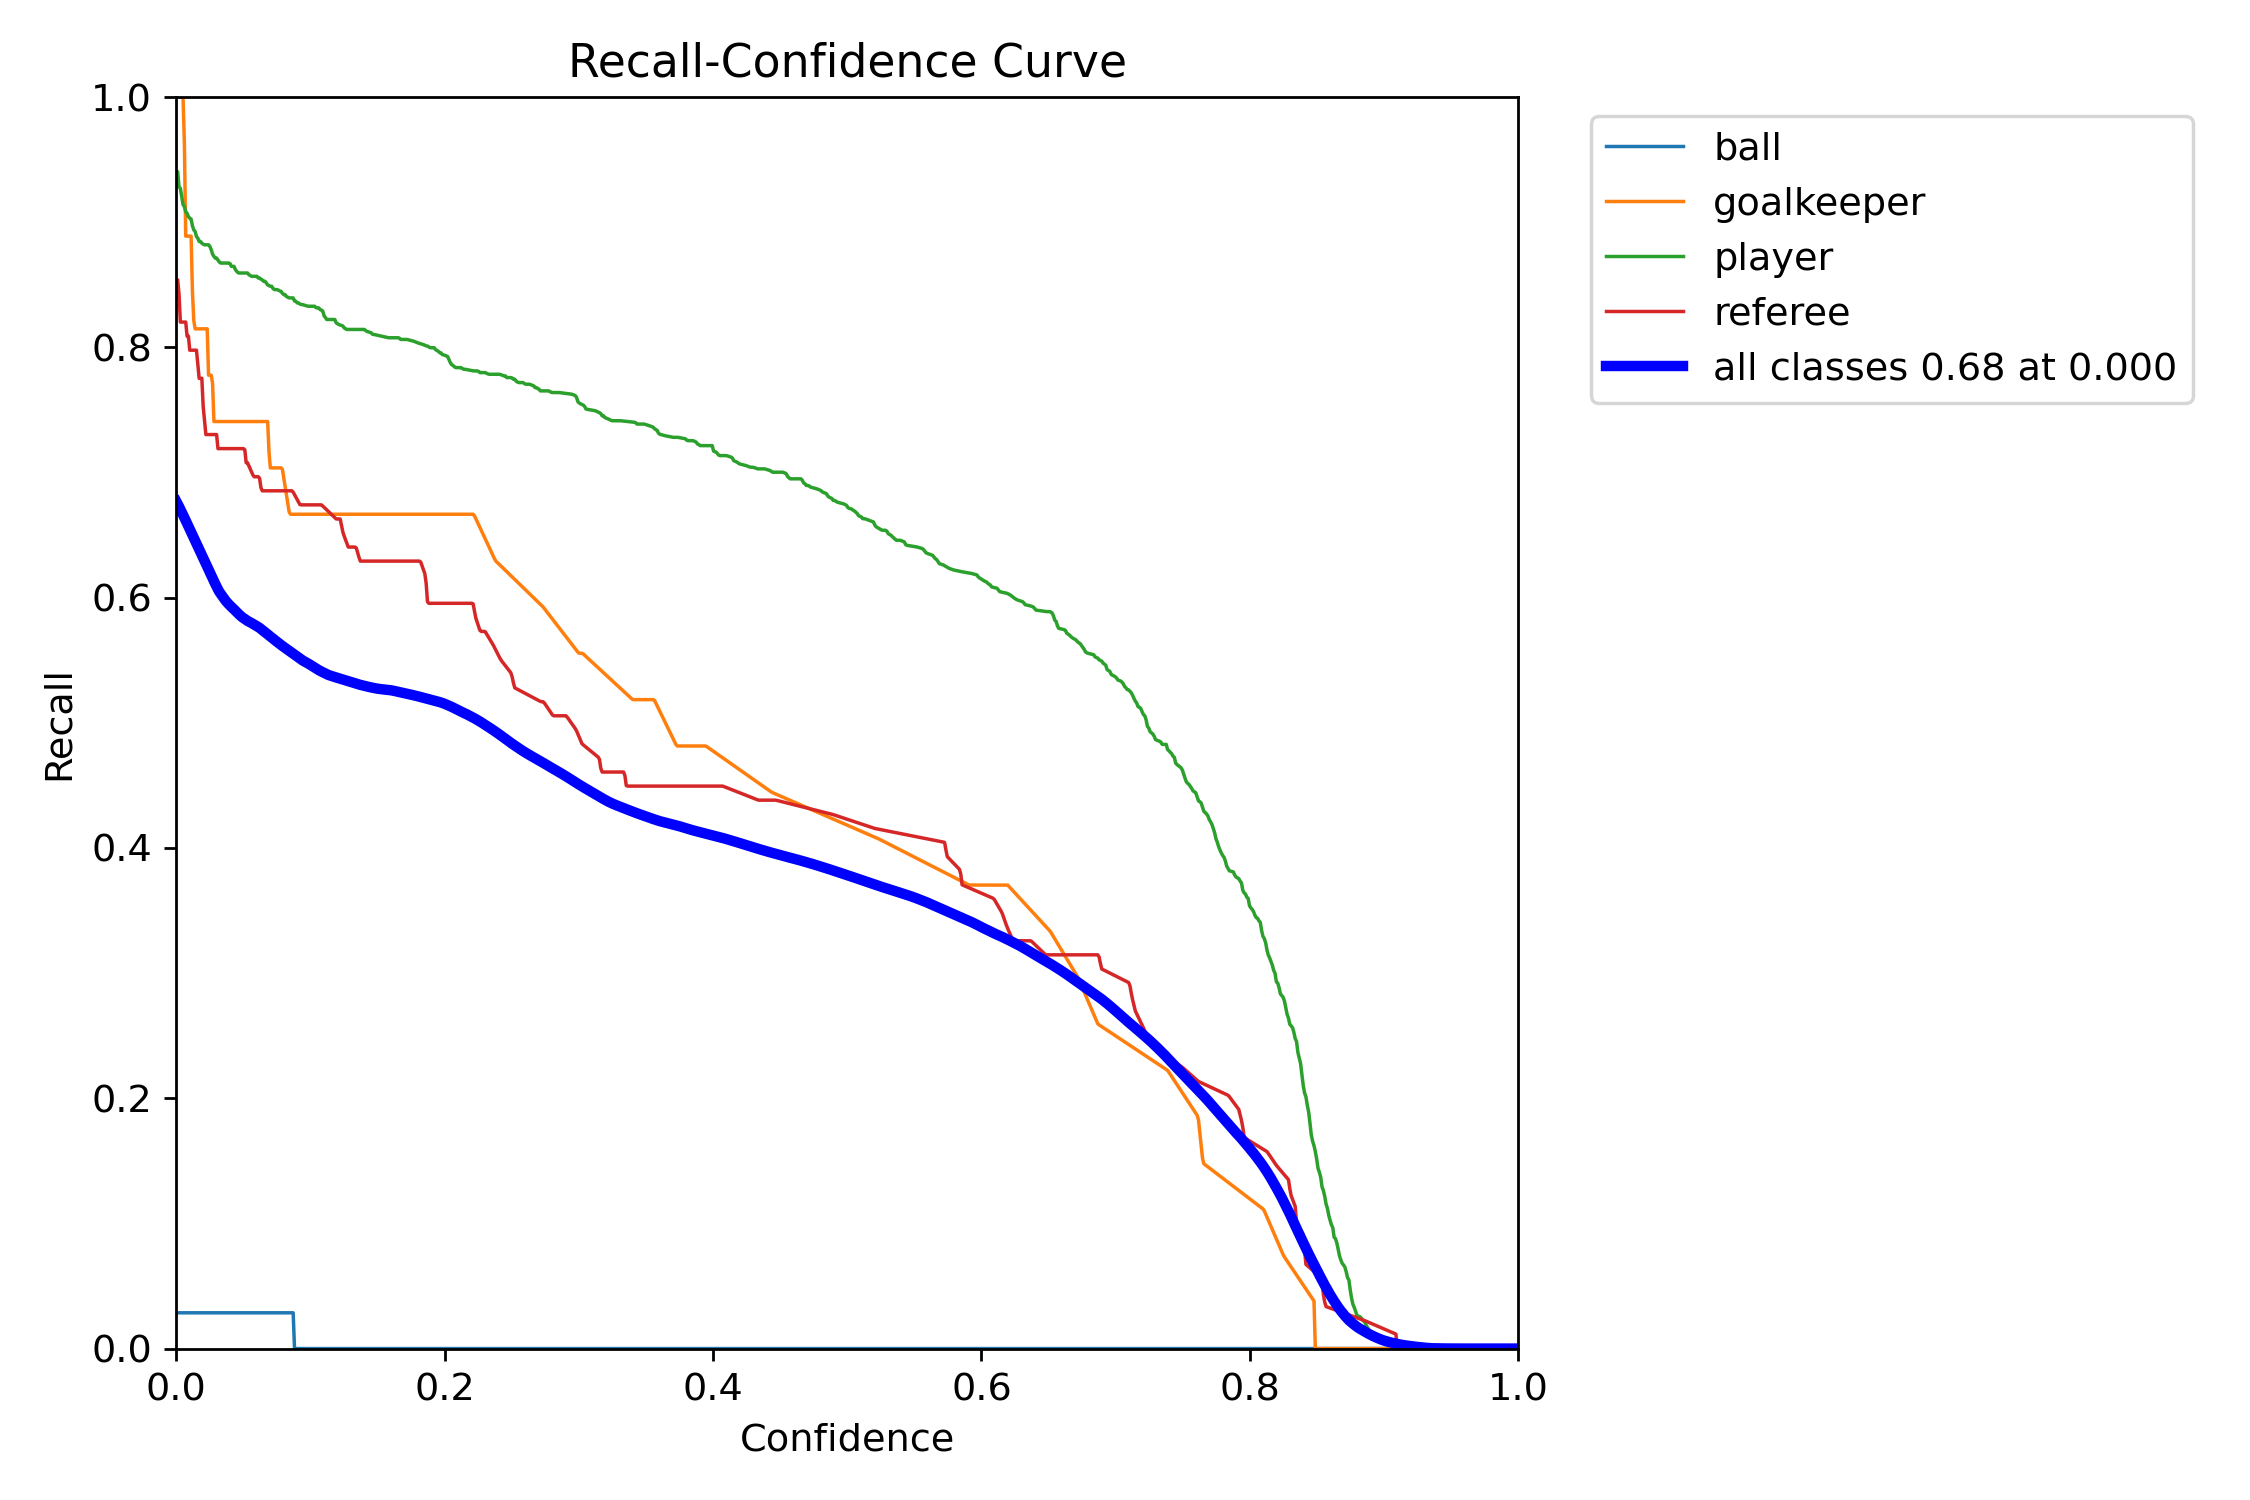 Recall-Confidence Curve
1.0
0.8
0.6
0.4
0.2
0.0
Recall
0.0 0.2 0.4 0.6 0.8 1.0
Confidence
ball
goalkeeper
player
referee
all classes 0.68 at 0.000